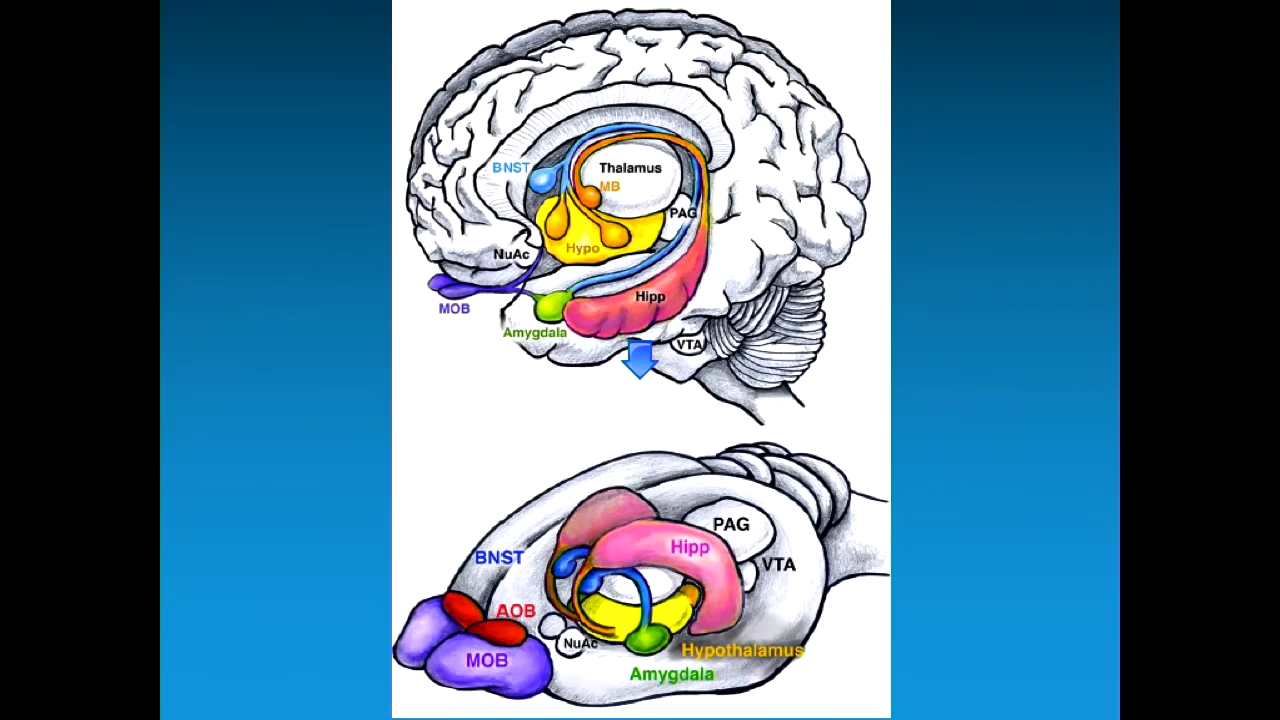 BNST
Thalamus
MB
PAG
Hypo
NuAc
MOB
Hipp
Amygdala
VTA
PAG
Hipp
BNST
VTA
AOB
NuAc
MOB
Hypothalamus
Amygdala